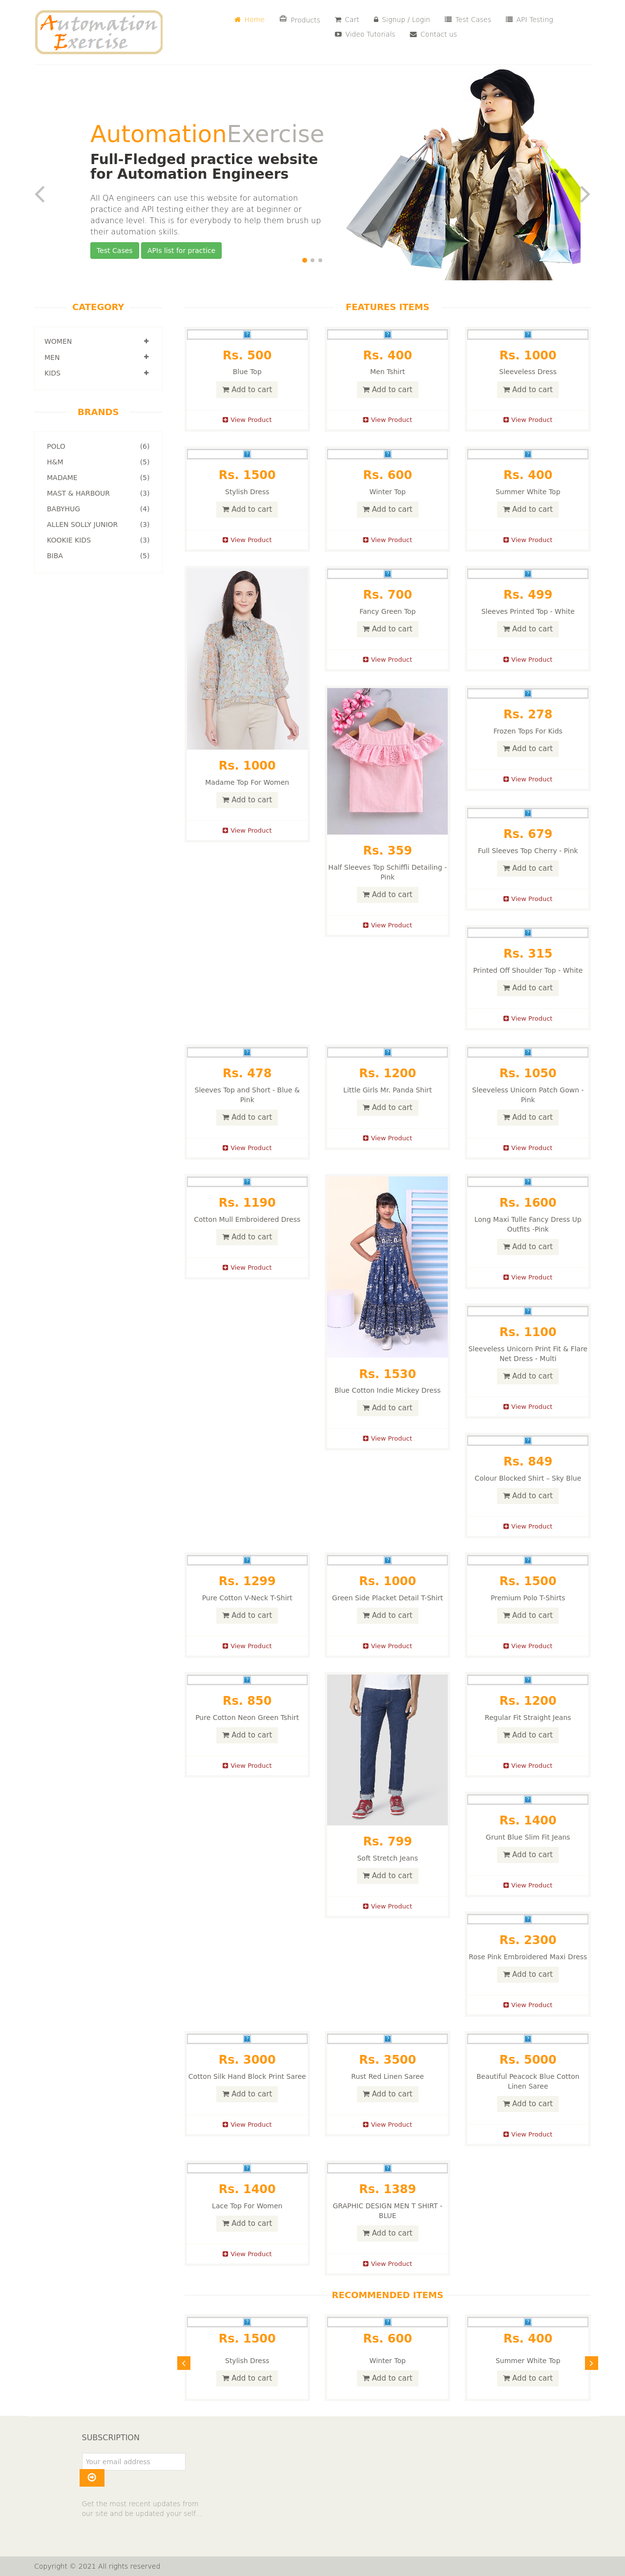 Automation
Exercise
Home
Products
Cart
Signup / Login
Test Cases
API Testing
Video Tutorials
Contact us
AutomationExercise
Full-Fledged practice website
for Automation Engineers
All QA engineers can use this website for automation
practice and API testing either they are at beginner or
advance level. This is for everybody to help them brush up
their automation skills.
Test Cases
APIs list for practice
CATEGORY
WOMEN
MEN
KIDS
BRANDS
POLO (6)
H&M (5)
MADAME (5)
MAST & HARBOUR (3)
BABYHUG (4)
ALLEN SOLLY JUNIOR (3)
KOOKIE KIDS (3)
BIBA (5)
FEATURES ITEMS
Rs. 500
Blue Top
Add to cart
View Product
Rs. 400
Men Tshirt
Add to cart
View Product
Rs. 1000
Sleeveless Dress
Add to cart
View Product
Rs. 1500
Stylish Dress
Add to cart
View Product
Rs. 600
Winter Top
Add to cart
View Product
Rs. 400
Summer White Top
Add to cart
View Product
Rs. 1000
Madame Top For Women
Add to cart
View Product
Rs. 700
Fancy Green Top
Add to cart
View Product
Rs. 499
Sleeves Printed Top - White
Add to cart
View Product
Rs. 359
Half Sleeves Top Schiffli Detailing -
Pink
Add to cart
View Product
Rs. 278
Frozen Tops For Kids
Add to cart
View Product
Rs. 679
Full Sleeves Top Cherry - Pink
Add to cart
View Product
Rs. 315
Printed Off Shoulder Top - White
Add to cart
View Product
Rs. 478
Sleeves Top and Short - Blue &
Pink
Add to cart
View Product
Rs. 1200
Little Girls Mr. Panda Shirt
Add to cart
View Product
Rs. 1050
Sleeveless Unicorn Patch Gown -
Pink
Add to cart
View Product
Rs. 1190
Cotton Mull Embroidered Dress
Add to cart
View Product
Rs. 1530
Blue Cotton Indie Mickey Dress
Add to cart
View Product
Rs. 1600
Long Maxi Tulle Fancy Dress Up
Outfits -Pink
Add to cart
View Product
Rs. 1100
Sleeveless Unicorn Print Fit & Flare
Net Dress - Multi
Add to cart
View Product
Rs. 849
Colour Blocked Shirt – Sky Blue
Add to cart
View Product
Rs. 1299
Pure Cotton V-Neck T-Shirt
Add to cart
View Product
Rs. 1000
Green Side Placket Detail T-Shirt
Add to cart
View Product
Rs. 1500
Premium Polo T-Shirts
Add to cart
View Product
Rs. 850
Pure Cotton Neon Green Tshirt
Add to cart
View Product
Rs. 799
Soft Stretch Jeans
Add to cart
View Product
Rs. 1200
Regular Fit Straight Jeans
Add to cart
View Product
Rs. 1400
Grunt Blue Slim Fit Jeans
Add to cart
View Product
Rs. 2300
Rose Pink Embroidered Maxi Dress
Add to cart
View Product
Rs. 3000
Cotton Silk Hand Block Print Saree
Add to cart
View Product
Rs. 3500
Rust Red Linen Saree
Add to cart
View Product
Rs. 5000
Beautiful Peacock Blue Cotton
Linen Saree
Add to cart
View Product
Rs. 1400
Lace Top For Women
Add to cart
View Product
Rs. 1389
GRAPHIC DESIGN MEN T SHIRT -
BLUE
Add to cart
View Product
RECOMMENDED ITEMS
Rs. 1500
Stylish Dress
Add to cart
Rs. 600
Winter Top
Add to cart
Rs. 400
Summer White Top
Add to cart
SUBSCRIPTION
Your email address
Get the most recent updates from
our site and be updated your self.
Copyright © 2021 All rights reserved